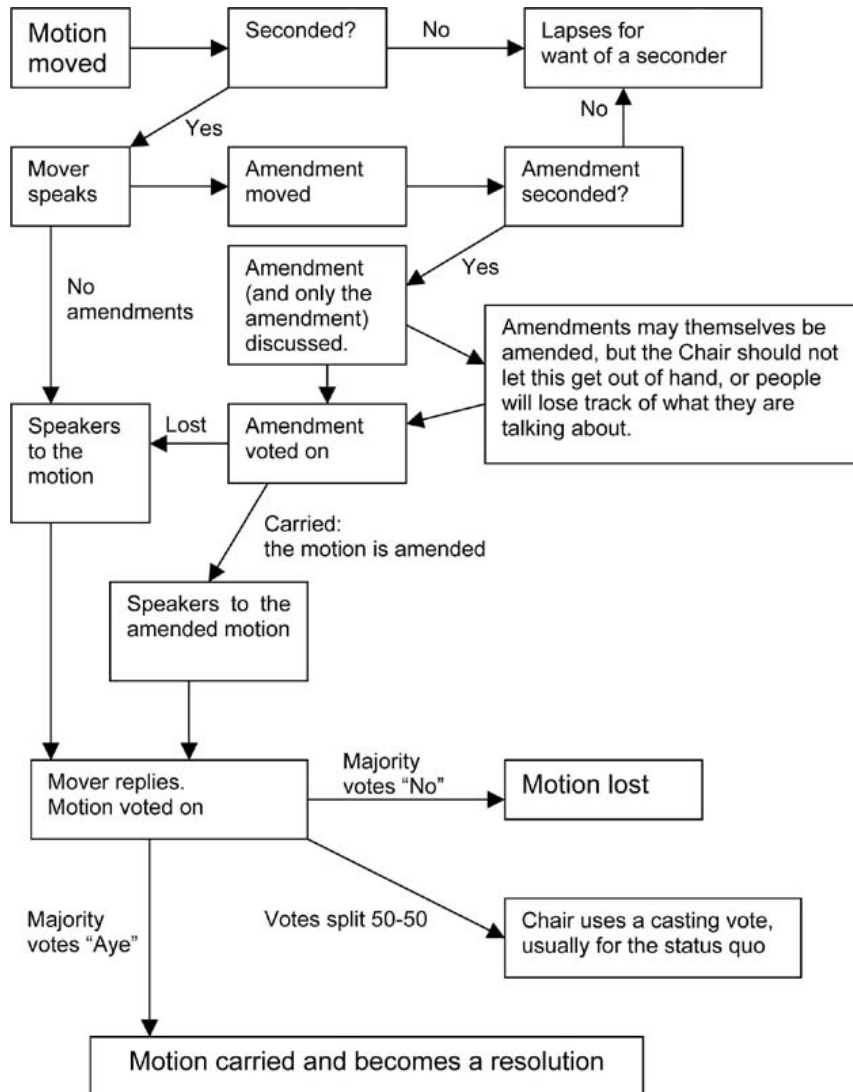 Motion
moved
Seconded?
No
Lapses for
want of a seconder
Yes
No
Mover
speaks
Amendment
moved
Amendment
seconded?
No
amendments
Yes
Amendment
(and only the
amendment)
discussed.
Amendments may themselves be
amended, but the Chair should not
let this get out of hand, or people
will lose track of what they are
talking about.
Speakers
to the
motion
Lost
Amendment
voted on
Carried:
the motion is amended
Speakers to the
amended motion
Mover replies.
Motion voted on
Majority
votes “No”
Motion lost
Majority
votes “Aye”
Votes split 50-50
Chair uses a casting vote,
usually for the status quo
Motion carried and becomes a resolution